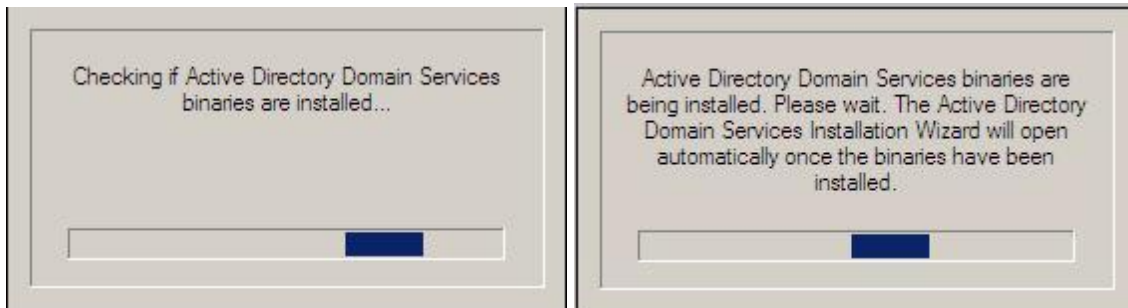 Checking if Active Directory Domain Services
binaries are installed...
Active Directory Domain Services binaries are
being installed. Please wait. The Active Directory
Domain Services Installation Wizard will open
automatically once the binaries have been
installed.